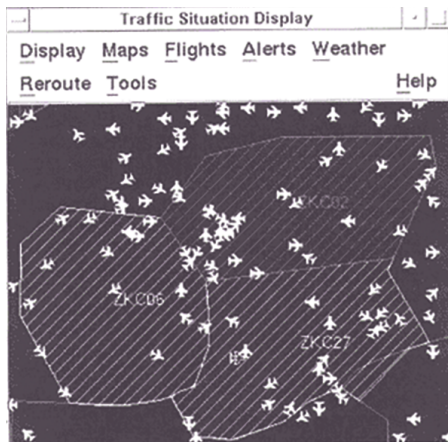 Traffic Situation Display
Display Maps Flights Alerts Weather
Reroute Tools Help
ZKC02
ZKC06
ZKC27